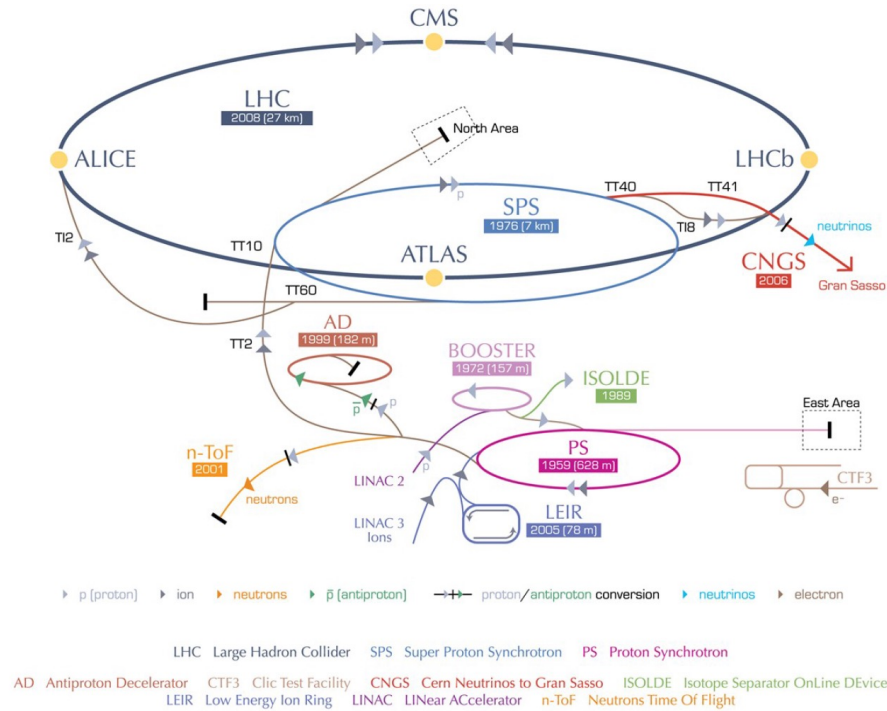 CMS
LHC
2008 (27 km)
North Area
ALICE
LHCb
p
SPS
1976 (7 km)
TT40
TT41
TI8
neutrinos
TI2
TT10
ATLAS
CNGS
2006
Gran Sasso
TT60
AD
1999 (182 m)
TT2
BOOSTER
1972 (157 m)
ISOLDE
1989
p̄
p
East Area
n-ToF
2001
PS
1959 (628 m)
p
LINAC 2
neutrons
CTF3
e-
LINAC 3
Ions
LEIR
2005 (78 m)
p (proton)
ion
neutrons
p̄ (antiproton)
proton/antiproton conversion
neutrinos
electron
LHC Large Hadron Collider SPS Super Proton Synchrotron PS Proton Synchrotron
AD Antiproton Decelerator CTF3 Clic Test Facility CNGS Cern Neutrinos to Gran Sasso ISOLDE Isotope Separator OnLine DEvice
LEIR Low Energy Ion Ring LINAC LINear ACcelerator n-ToF Neutrons Time Of Flight